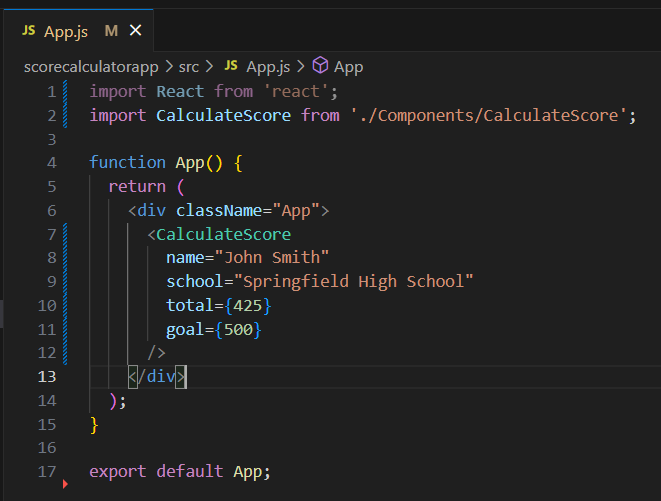 JS App.js M ×
scorecalculatorapp > src > JS App.js > App
1 import React from 'react';
2 import CalculateScore from './Components/CalculateScore';
3
4 function App() {
5   return (
6     <div className="App">
7       <CalculateScore
8         name="John Smith"
9         school="Springfield High School"
10         total={425}
11         goal={500}
12       />
13     </div>
14   );
15 }
16
17 export default App;